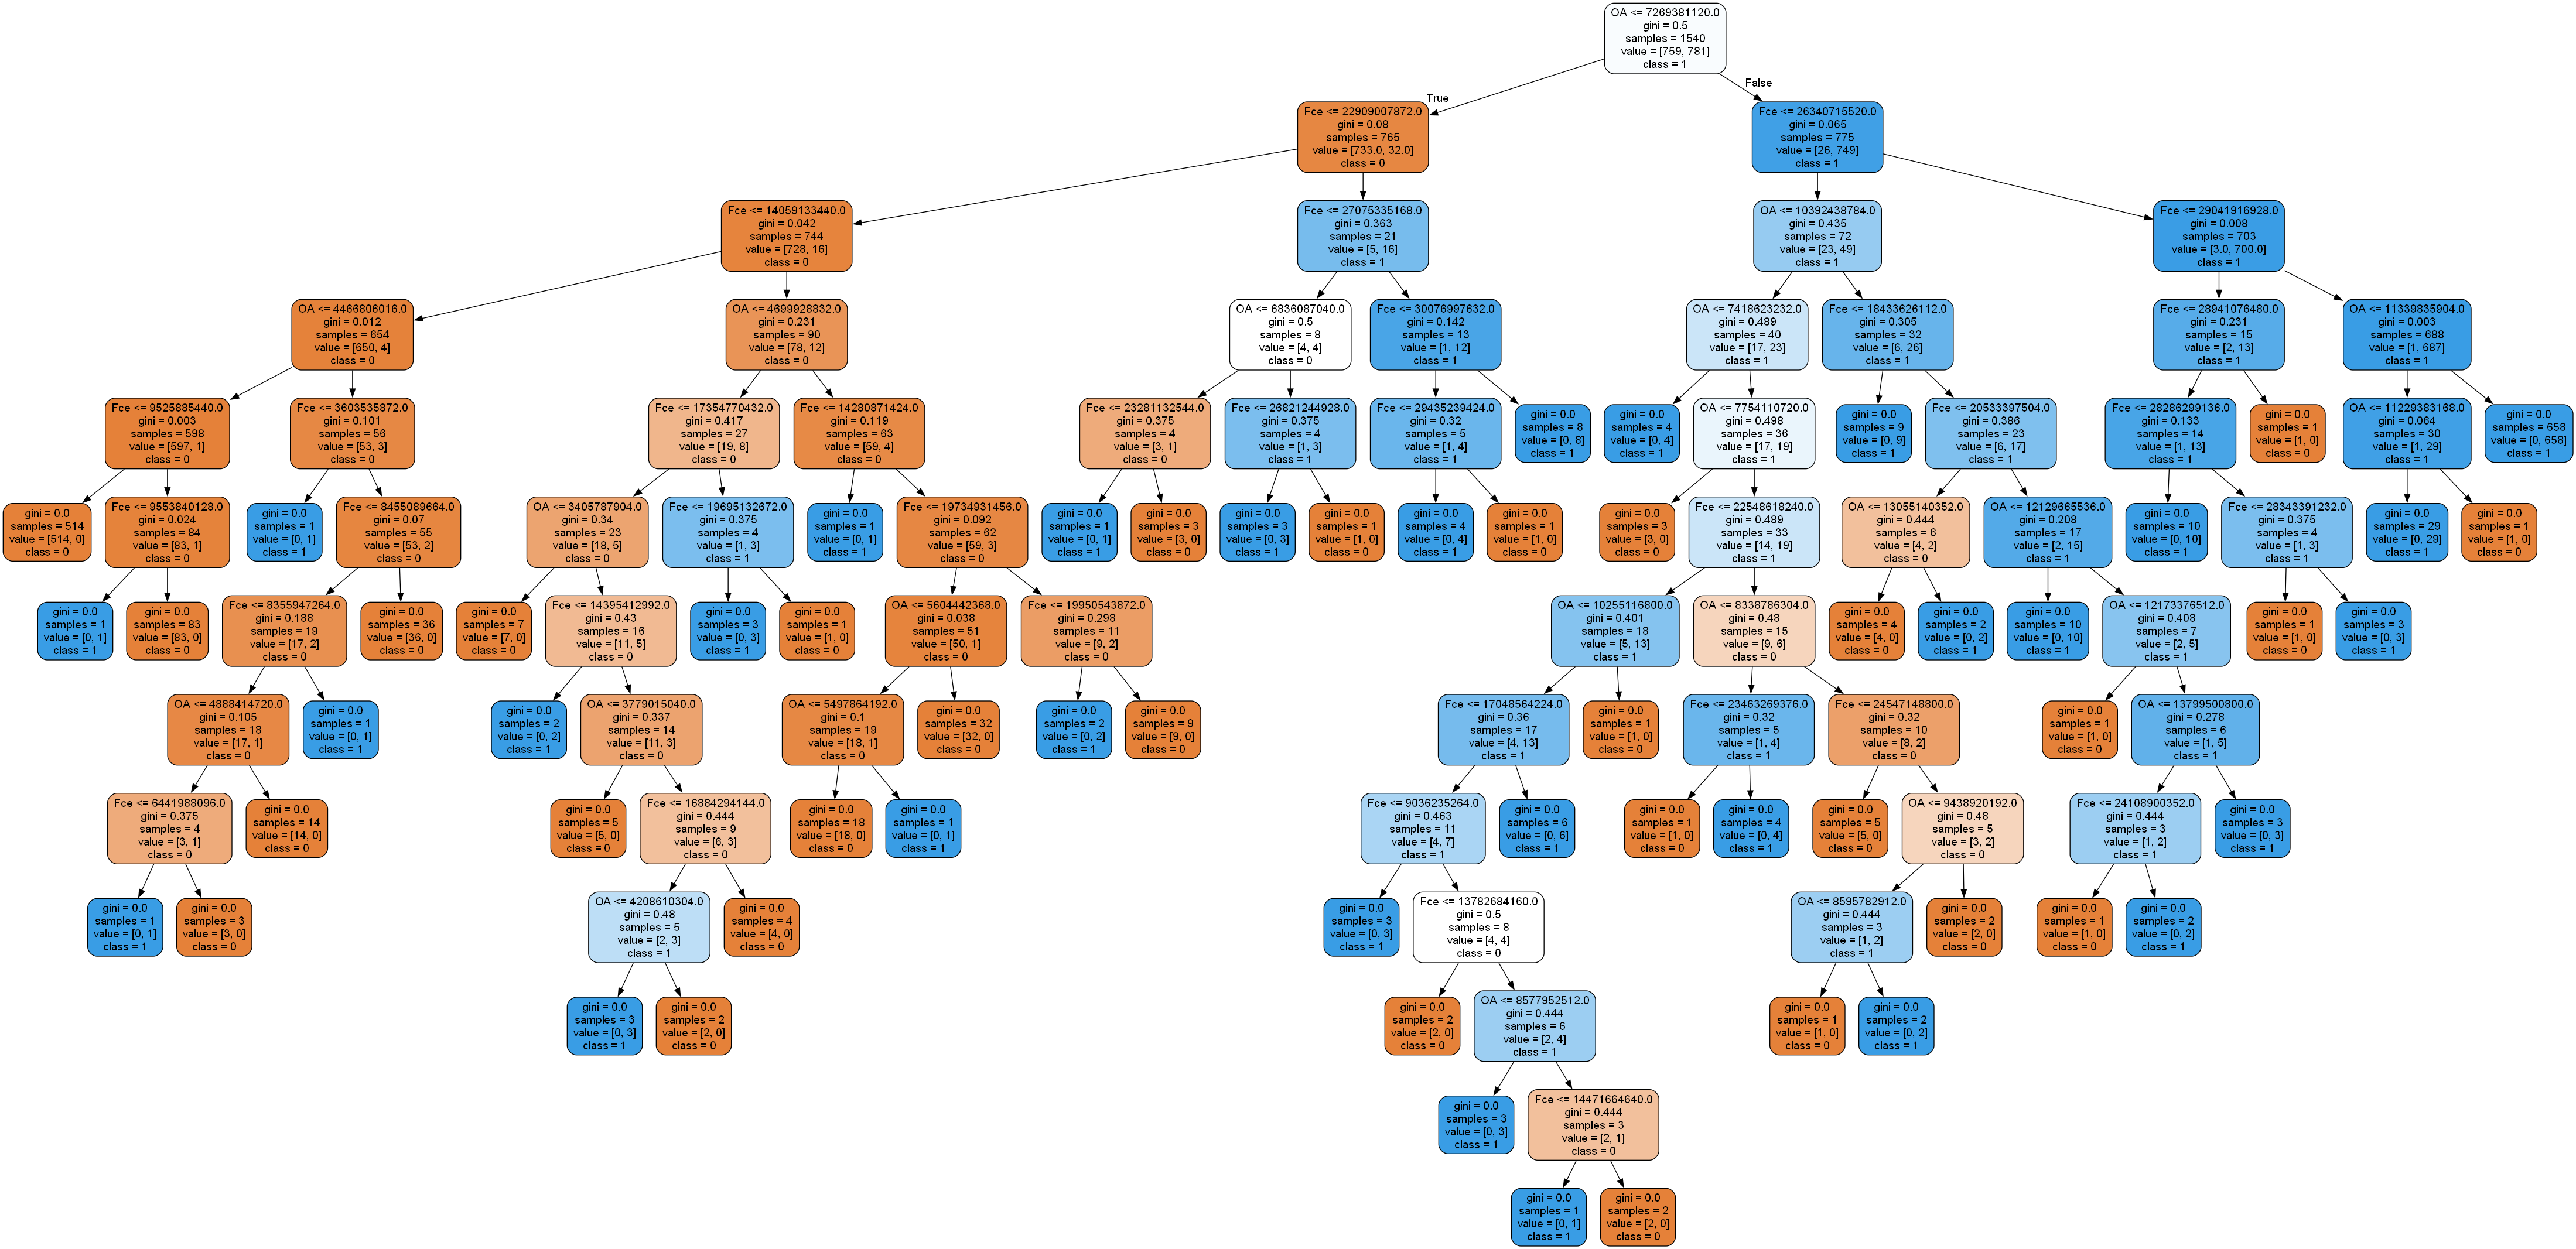 OA <= 7269381120.0
gini = 0.5
samples = 1540
value = [759, 781]
class = 1
True
False
Fce <= 22909007872.0
gini = 0.08
samples = 765
value = [733.0, 32.0]
class = 0
Fce <= 26340715520.0
gini = 0.065
samples = 775
value = [26, 749]
class = 1
Fce <= 14059133440.0
gini = 0.042
samples = 744
value = [728, 16]
class = 0
Fce <= 27075335168.0
gini = 0.363
samples = 21
value = [5, 16]
class = 1
OA <= 10392438784.0
gini = 0.435
samples = 72
value = [23, 49]
class = 1
Fce <= 29041916928.0
gini = 0.008
samples = 703
value = [3.0, 700.0]
class = 1
OA <= 4466806016.0
gini = 0.012
samples = 654
value = [650, 4]
class = 0
OA <= 4699928832.0
gini = 0.231
samples = 90
value = [78, 12]
class = 0
OA <= 6836087040.0
gini = 0.5
samples = 8
value = [4, 4]
class = 0
Fce <= 30076997632.0
gini = 0.142
samples = 13
value = [1, 12]
class = 1
OA <= 7418623232.0
gini = 0.489
samples = 40
value = [17, 23]
class = 1
Fce <= 18433626112.0
gini = 0.305
samples = 32
value = [6, 26]
class = 1
Fce <= 28941076480.0
gini = 0.231
samples = 15
value = [2, 13]
class = 1
OA <= 11339835904.0
gini = 0.003
samples = 688
value = [1, 687]
class = 1
Fce <= 9525885440.0
gini = 0.003
samples = 598
value = [597, 1]
class = 0
Fce <= 3603535872.0
gini = 0.101
samples = 56
value = [53, 3]
class = 0
Fce <= 17354770432.0
gini = 0.417
samples = 27
value = [19, 8]
class = 0
Fce <= 14280871424.0
gini = 0.119
samples = 63
value = [59, 4]
class = 0
Fce <= 23281132544.0
gini = 0.375
samples = 4
value = [3, 1]
class = 0
Fce <= 26821244928.0
gini = 0.375
samples = 4
value = [1, 3]
class = 1
Fce <= 29435239424.0
gini = 0.32
samples = 5
value = [1, 4]
class = 1
gini = 0.0
samples = 8
value = [0, 8]
class = 1
gini = 0.0
samples = 4
value = [0, 4]
class = 1
OA <= 7754110720.0
gini = 0.498
samples = 36
value = [17, 19]
class = 1
gini = 0.0
samples = 9
value = [0, 9]
class = 1
Fce <= 20533397504.0
gini = 0.386
samples = 23
value = [6, 17]
class = 1
Fce <= 28286299136.0
gini = 0.133
samples = 14
value = [1, 13]
class = 1
gini = 0.0
samples = 1
value = [1, 0]
class = 0
OA <= 11229383168.0
gini = 0.064
samples = 30
value = [1, 29]
class = 1
gini = 0.0
samples = 658
value = [0, 658]
class = 1
gini = 0.0
samples = 514
value = [514, 0]
class = 0
Fce <= 9553840128.0
gini = 0.024
samples = 84
value = [83, 1]
class = 0
gini = 0.0
samples = 1
value = [0, 1]
class = 1
Fce <= 8455089664.0
gini = 0.07
samples = 55
value = [53, 2]
class = 0
OA <= 3405787904.0
gini = 0.34
samples = 23
value = [18, 5]
class = 0
Fce <= 19695132672.0
gini = 0.375
samples = 4
value = [1, 3]
class = 1
gini = 0.0
samples = 1
value = [0, 1]
class = 1
Fce <= 19734931456.0
gini = 0.092
samples = 62
value = [59, 3]
class = 0
gini = 0.0
samples = 1
value = [0, 1]
class = 1
gini = 0.0
samples = 3
value = [3, 0]
class = 0
gini = 0.0
samples = 3
value = [0, 3]
class = 1
gini = 0.0
samples = 1
value = [1, 0]
class = 0
gini = 0.0
samples = 4
value = [0, 4]
class = 1
gini = 0.0
samples = 1
value = [1, 0]
class = 0
gini = 0.0
samples = 3
value = [3, 0]
class = 0
Fce <= 22548618240.0
gini = 0.489
samples = 33
value = [14, 19]
class = 1
OA <= 13055140352.0
gini = 0.444
samples = 6
value = [4, 2]
class = 0
OA <= 12129665536.0
gini = 0.208
samples = 17
value = [2, 15]
class = 1
gini = 0.0
samples = 10
value = [0, 10]
class = 1
Fce <= 28343391232.0
gini = 0.375
samples = 4
value = [1, 3]
class = 1
gini = 0.0
samples = 29
value = [0, 29]
class = 1
gini = 0.0
samples = 1
value = [1, 0]
class = 0
gini = 0.0
samples = 1
value = [0, 1]
class = 1
gini = 0.0
samples = 83
value = [83, 0]
class = 0
Fce <= 8355947264.0
gini = 0.188
samples = 19
value = [17, 2]
class = 0
gini = 0.0
samples = 36
value = [36, 0]
class = 0
gini = 0.0
samples = 7
value = [7, 0]
class = 0
Fce <= 14395412992.0
gini = 0.43
samples = 16
value = [11, 5]
class = 0
gini = 0.0
samples = 3
value = [0, 3]
class = 1
gini = 0.0
samples = 1
value = [1, 0]
class = 0
OA <= 5604442368.0
gini = 0.038
samples = 51
value = [50, 1]
class = 0
Fce <= 19950543872.0
gini = 0.298
samples = 11
value = [9, 2]
class = 0
OA <= 10255116800.0
gini = 0.401
samples = 18
value = [5, 13]
class = 1
OA <= 8338786304.0
gini = 0.48
samples = 15
value = [9, 6]
class = 0
gini = 0.0
samples = 4
value = [4, 0]
class = 0
gini = 0.0
samples = 2
value = [0, 2]
class = 1
gini = 0.0
samples = 10
value = [0, 10]
class = 1
OA <= 12173376512.0
gini = 0.408
samples = 7
value = [2, 5]
class = 1
gini = 0.0
samples = 1
value = [1, 0]
class = 0
gini = 0.0
samples = 3
value = [0, 3]
class = 1
OA <= 4888414720.0
gini = 0.105
samples = 18
value = [17, 1]
class = 0
gini = 0.0
samples = 1
value = [0, 1]
class = 1
gini = 0.0
samples = 2
value = [0, 2]
class = 1
OA <= 3779015040.0
gini = 0.337
samples = 14
value = [11, 3]
class = 0
OA <= 5497864192.0
gini = 0.1
samples = 19
value = [18, 1]
class = 0
gini = 0.0
samples = 32
value = [32, 0]
class = 0
gini = 0.0
samples = 2
value = [0, 2]
class = 1
gini = 0.0
samples = 9
value = [9, 0]
class = 0
Fce <= 17048564224.0
gini = 0.36
samples = 17
value = [4, 13]
class = 1
gini = 0.0
samples = 1
value = [1, 0]
class = 0
Fce <= 23463269376.0
gini = 0.32
samples = 5
value = [1, 4]
class = 1
Fce <= 24547148800.0
gini = 0.32
samples = 10
value = [8, 2]
class = 0
gini = 0.0
samples = 1
value = [1, 0]
class = 0
OA <= 13799500800.0
gini = 0.278
samples = 6
value = [1, 5]
class = 1
Fce <= 6441988096.0
gini = 0.375
samples = 4
value = [3, 1]
class = 0
gini = 0.0
samples = 14
value = [14, 0]
class = 0
gini = 0.0
samples = 5
value = [5, 0]
class = 0
Fce <= 16884294144.0
gini = 0.444
samples = 9
value = [6, 3]
class = 0
gini = 0.0
samples = 18
value = [18, 0]
class = 0
gini = 0.0
samples = 1
value = [0, 1]
class = 1
Fce <= 9036235264.0
gini = 0.463
samples = 11
value = [4, 7]
class = 1
gini = 0.0
samples = 6
value = [0, 6]
class = 1
gini = 0.0
samples = 1
value = [1, 0]
class = 0
gini = 0.0
samples = 4
value = [0, 4]
class = 1
gini = 0.0
samples = 5
value = [5, 0]
class = 0
OA <= 9438920192.0
gini = 0.48
samples = 5
value = [3, 2]
class = 0
Fce <= 24108900352.0
gini = 0.444
samples = 3
value = [1, 2]
class = 1
gini = 0.0
samples = 3
value = [0, 3]
class = 1
gini = 0.0
samples = 1
value = [0, 1]
class = 1
gini = 0.0
samples = 3
value = [3, 0]
class = 0
OA <= 4208610304.0
gini = 0.48
samples = 5
value = [2, 3]
class = 1
gini = 0.0
samples = 4
value = [4, 0]
class = 0
gini = 0.0
samples = 3
value = [0, 3]
class = 1
Fce <= 13782684160.0
gini = 0.5
samples = 8
value = [4, 4]
class = 0
OA <= 8595782912.0
gini = 0.444
samples = 3
value = [1, 2]
class = 1
gini = 0.0
samples = 2
value = [2, 0]
class = 0
gini = 0.0
samples = 1
value = [1, 0]
class = 0
gini = 0.0
samples = 2
value = [0, 2]
class = 1
gini = 0.0
samples = 3
value = [0, 3]
class = 1
gini = 0.0
samples = 2
value = [2, 0]
class = 0
gini = 0.0
samples = 2
value = [2, 0]
class = 0
OA <= 8577952512.0
gini = 0.444
samples = 6
value = [2, 4]
class = 1
gini = 0.0
samples = 1
value = [1, 0]
class = 0
gini = 0.0
samples = 2
value = [0, 2]
class = 1
gini = 0.0
samples = 3
value = [0, 3]
class = 1
Fce <= 14471664640.0
gini = 0.444
samples = 3
value = [2, 1]
class = 0
gini = 0.0
samples = 1
value = [0, 1]
class = 1
gini = 0.0
samples = 2
value = [2, 0]
class = 0